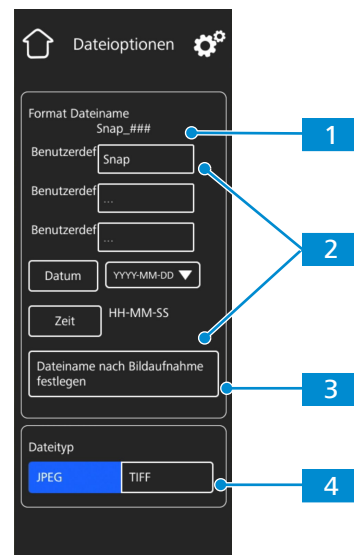 Dateioptionen
Format Dateiname
Snap_###
1
Benutzerdef
Snap
Benutzerdef
...
2
Benutzerdef
...
Datum
YYYY-MM-DD
Zeit
HH-MM-SS
Dateiname nach Bildaufnahme
festlegen
3
Dateityp
JPEG
TIFF
4